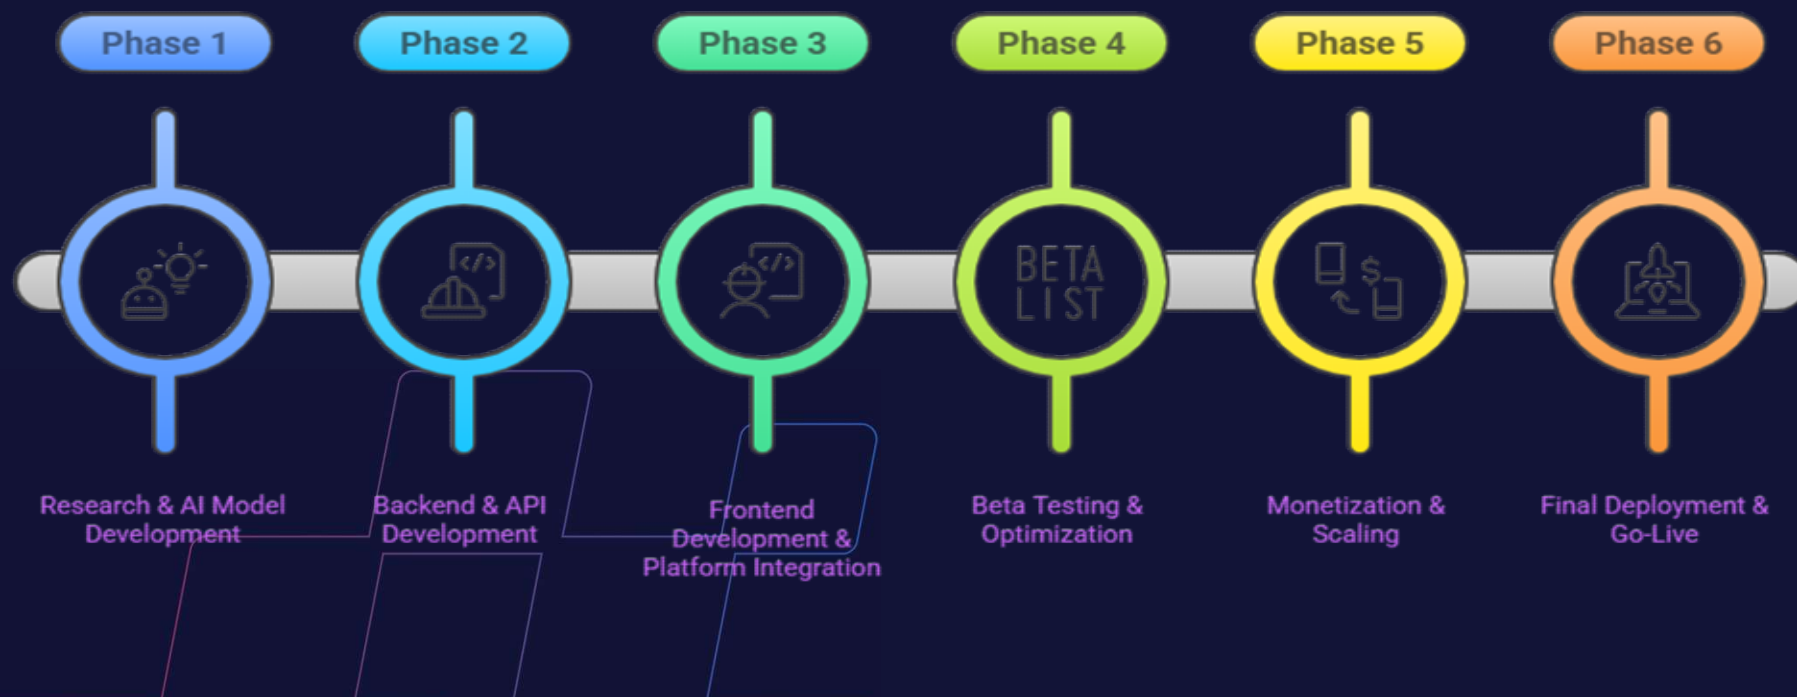 Phase 1
Phase 2
Phase 3
Phase 4
Phase 5
Phase 6
</>
</>
BETA
LIST
$
Research & AI Model
Development
Backend & API
Development
Frontend
Development &
Platform Integration
Beta Testing &
Optimization
Monetization &
Scaling
Final Deployment &
Go-Live